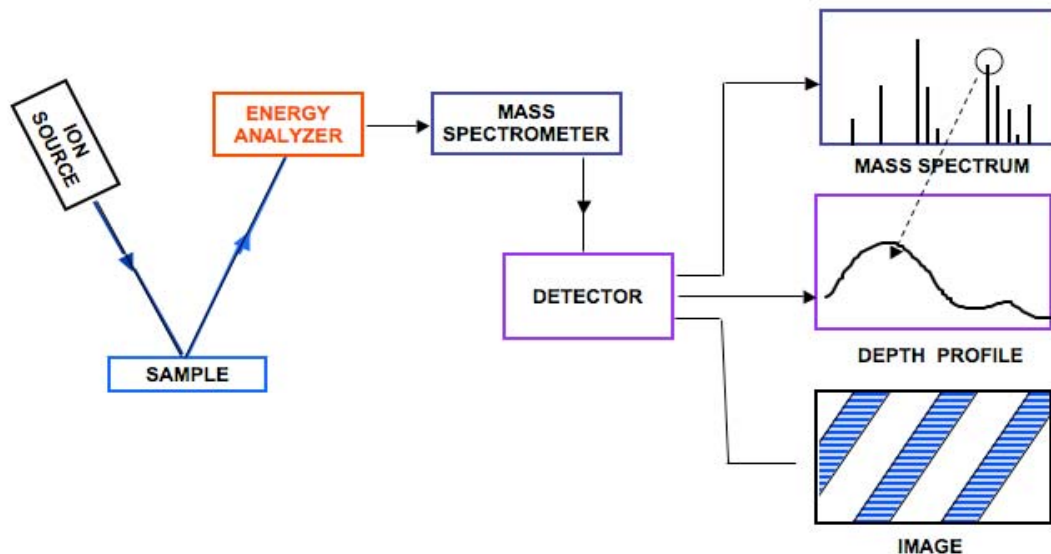 ION
SOURCE
ENERGY
ANALYZER
MASS
SPECTROMETER
SAMPLE
DETECTOR
MASS SPECTRUM
DEPTH PROFILE
IMAGE